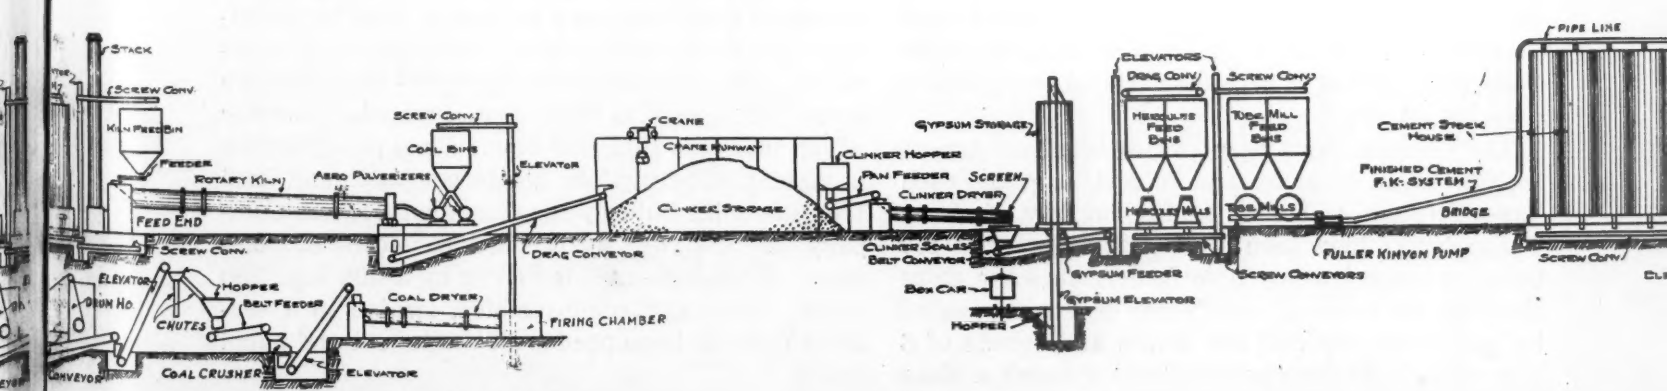 STACK
SCREW CONV.
KILN FEED BIN
FEEDER
ROTARY KILN
FEED END
AERO PULVERIZERS
SCREW CONV.
COAL BINS
ELEVATOR
DRAG CONVEYOR
CRANE
CRANE RUNWAY
CLINKER STORAGE
CLINKER HOPPER
PAN FEEDER
SCREEN
CLINKER DRYER
CLINKER SCALES
BELT CONVEYOR
GYPSUM STORAGE
GYPSUM FEEDER
GYPSUM ELEVATOR
BOX CAR
HOPPER
ELEVATORS
DRAG CONV.
SCREW CONV.
HERCULES
FEED
BINS
TUBE MILL
FEED
BINS
HERCULES MILLS
TUBE MILLS
SCREW CONVEYORS
FULLER KINYON PUMP
PIPE LINE
CEMENT STOCK
HOUSE
FINISHED CEMENT
F.K. SYSTEM
BRIDGE
SCREW CONV.
SCREW CONV.
ELEVATOR
DRUM HO.
HOPPER
BELT FEEDER
CHUTES
COAL DRYER
FIRING CHAMBER
CONVEYOR
COAL CRUSHER
ELEVATOR